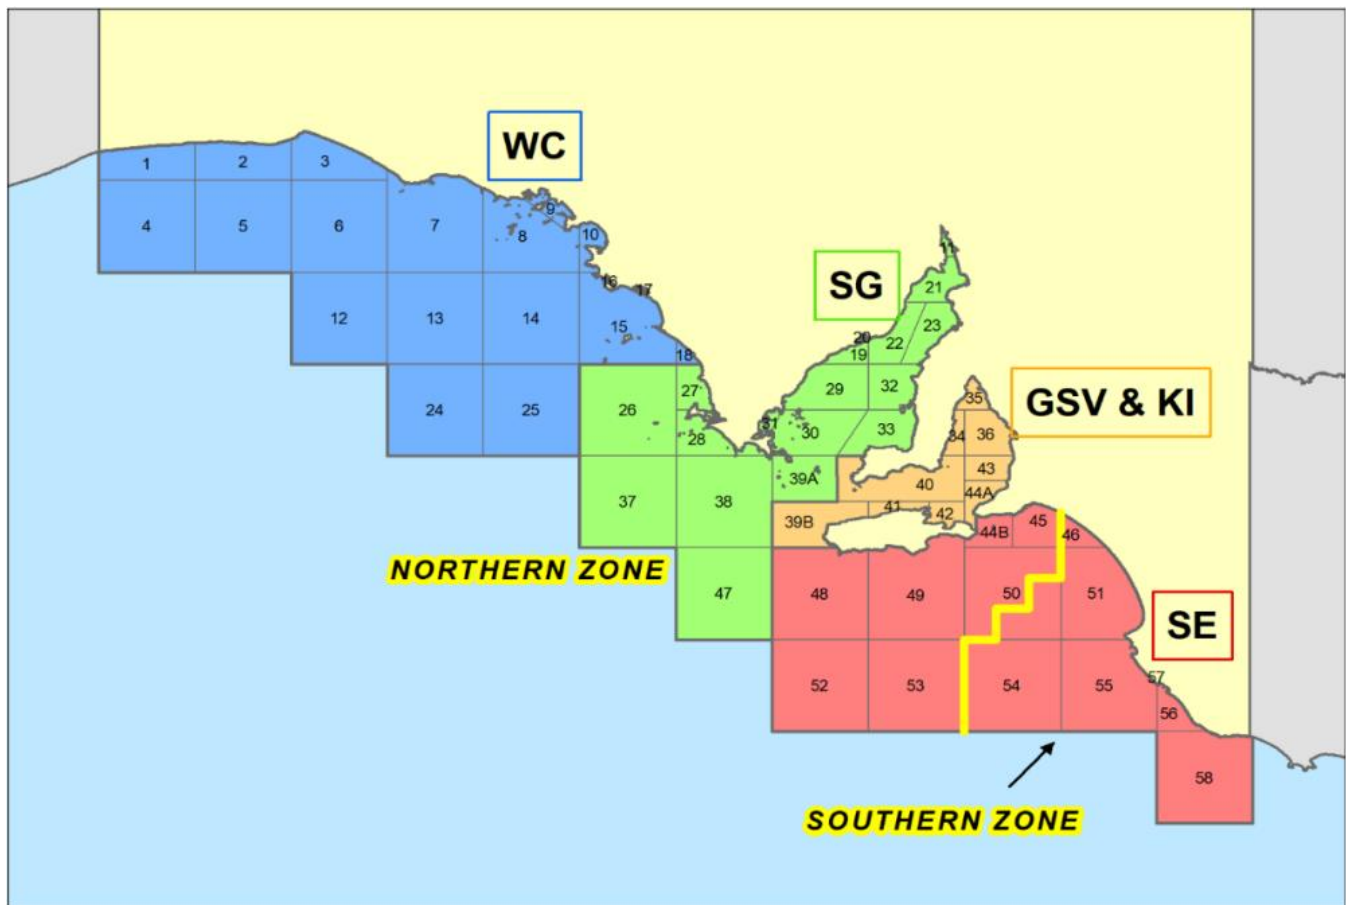 WC
1 2 3
9
4 5 6 7 8 10
11
SG
16 17
21
12 13 14 15
20 23
18 19 22
GSV & KI
27 29 32 35
24 25 26
28 31 30 33 34 36
39A 40 43
44A
37 38 39B 41 42
44B 45 46
NORTHERN ZONE
47 48 49 50 51
SE
52 53 54 55 57
56
58
SOUTHERN ZONE